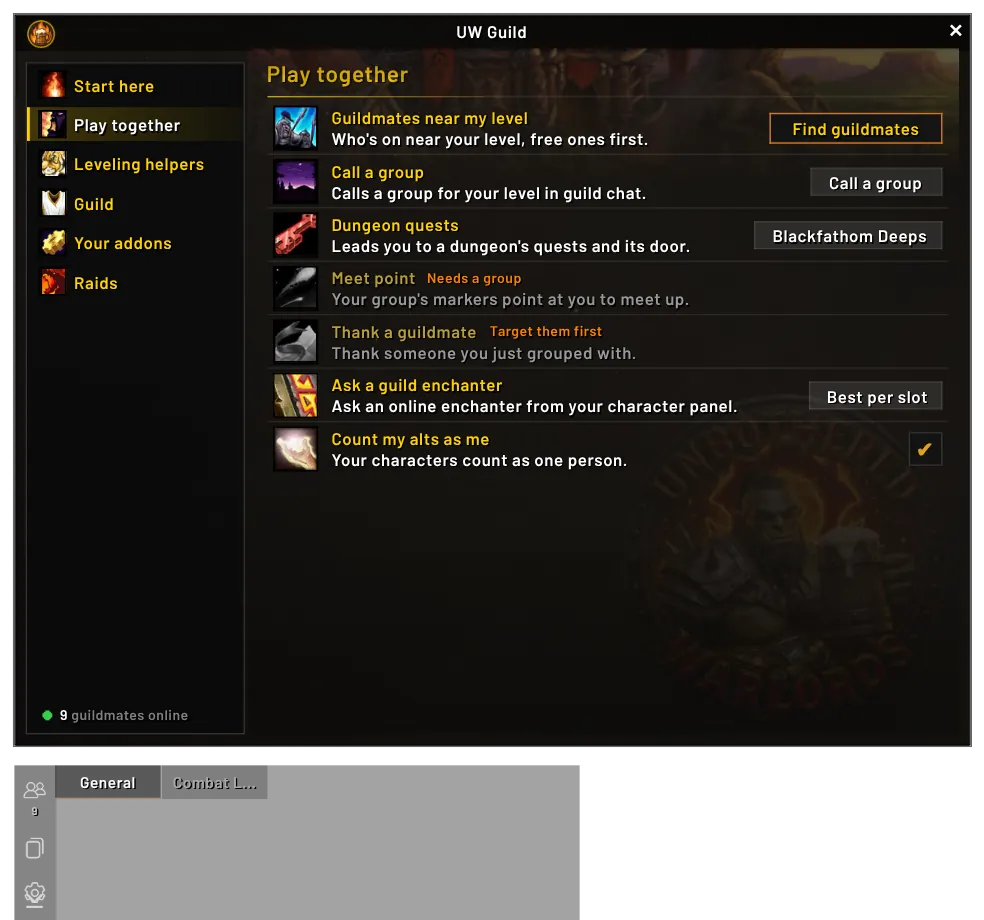 UW Guild
Start here
Play together
Leveling helpers
Guild
Your addons
Raids
9 guildmates online
Play together
Guildmates near my level
Who's on near your level, free ones first.
Find guildmates
Call a group
Calls a group for your level in guild chat.
Call a group
Dungeon quests
Leads you to a dungeon's quests and its door.
Blackfathom Deeps
Meet point Needs a group
Your group's markers point at you to meet up.
Thank a guildmate Target them first
Thank someone you just grouped with.
Ask a guild enchanter
Ask an online enchanter from your character panel.
Best per slot
Count my alts as me
Your characters count as one person.
WARLORDS
General
Combat L...
9